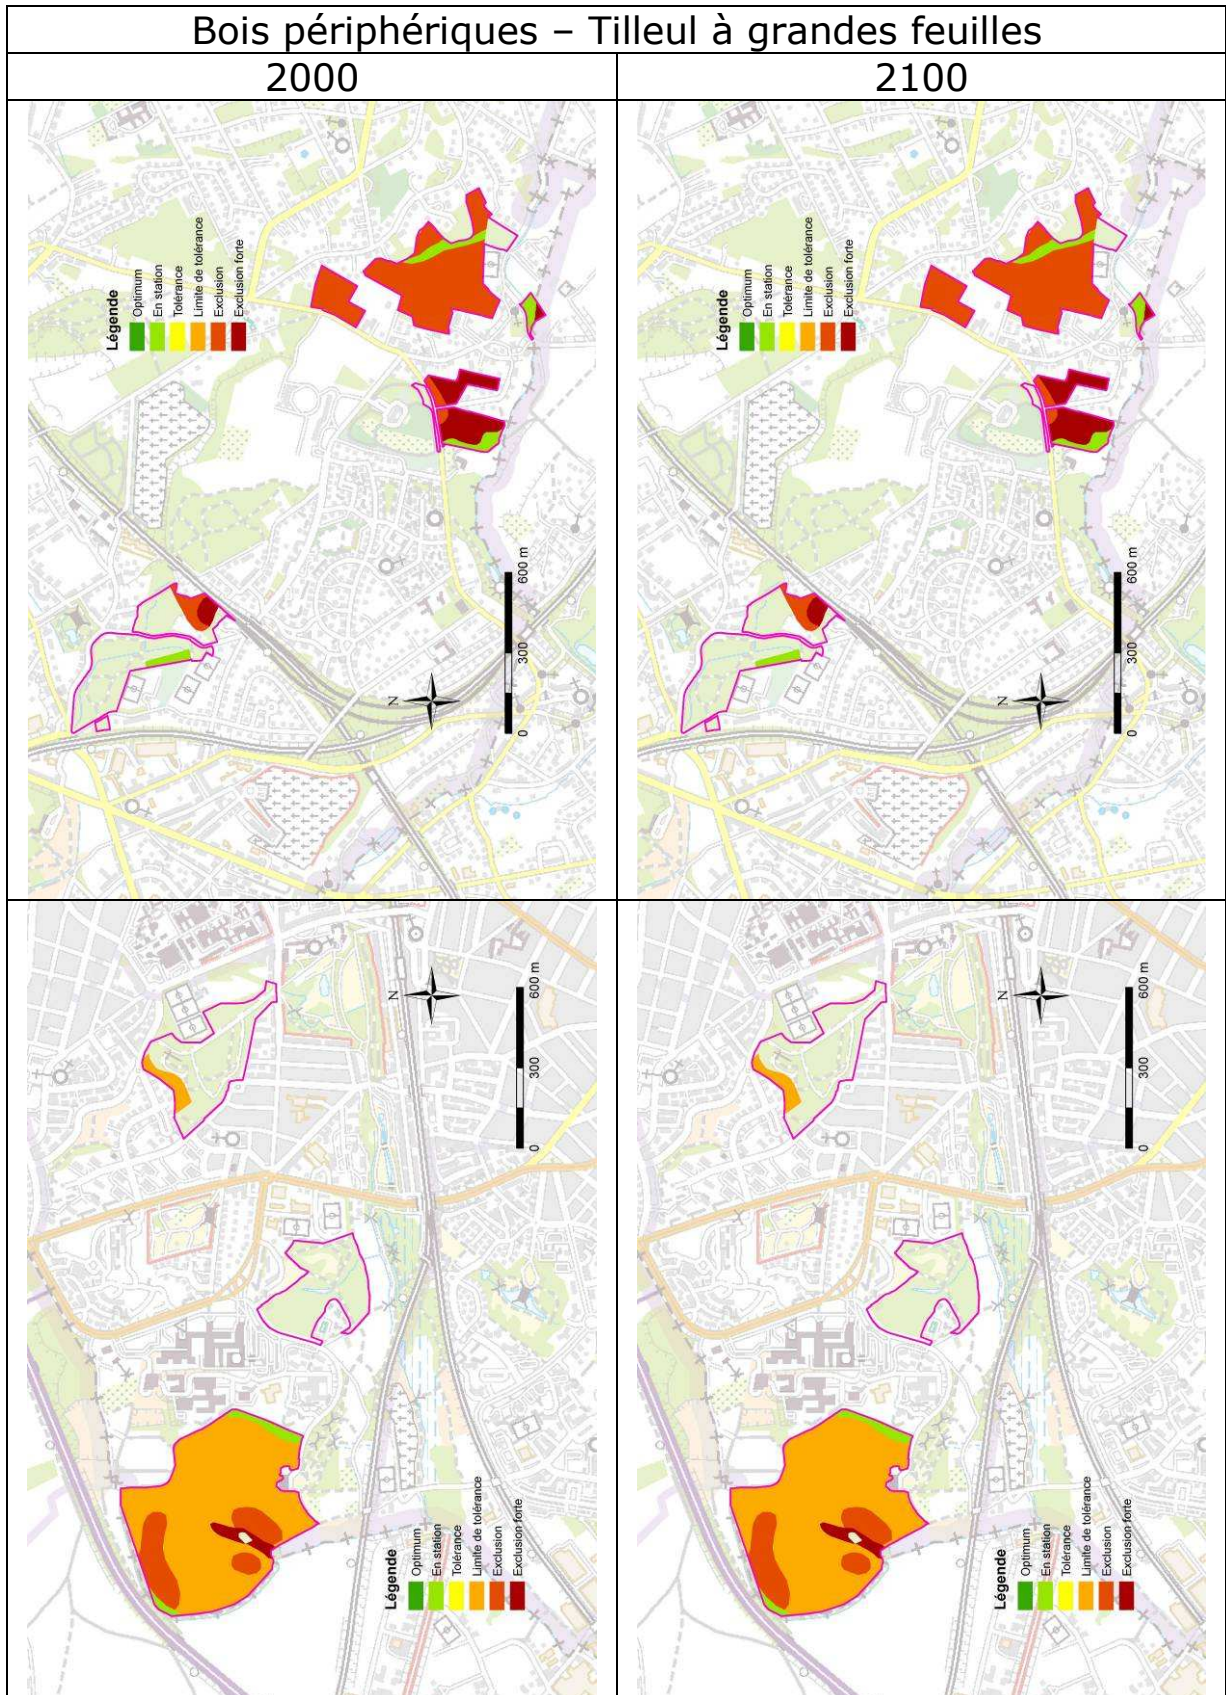 Bois périphériques – Tilleul à grandes feuilles
2000
2100
Légende
Optimum
En station
Tolérance
Limite de tolérance
Exclusion
Exclusion forte
N
0 300 600 m
Légende
Optimum
En station
Tolérance
Limite de tolérance
Exclusion
Exclusion forte
N
0 300 600 m
N
0 300 600 m
Légende
Optimum
En station
Tolérance
Limite de tolérance
Exclusion
Exclusion forte
N
0 300 600 m
Légende
Optimum
En station
Tolérance
Limite de tolérance
Exclusion
Exclusion forte